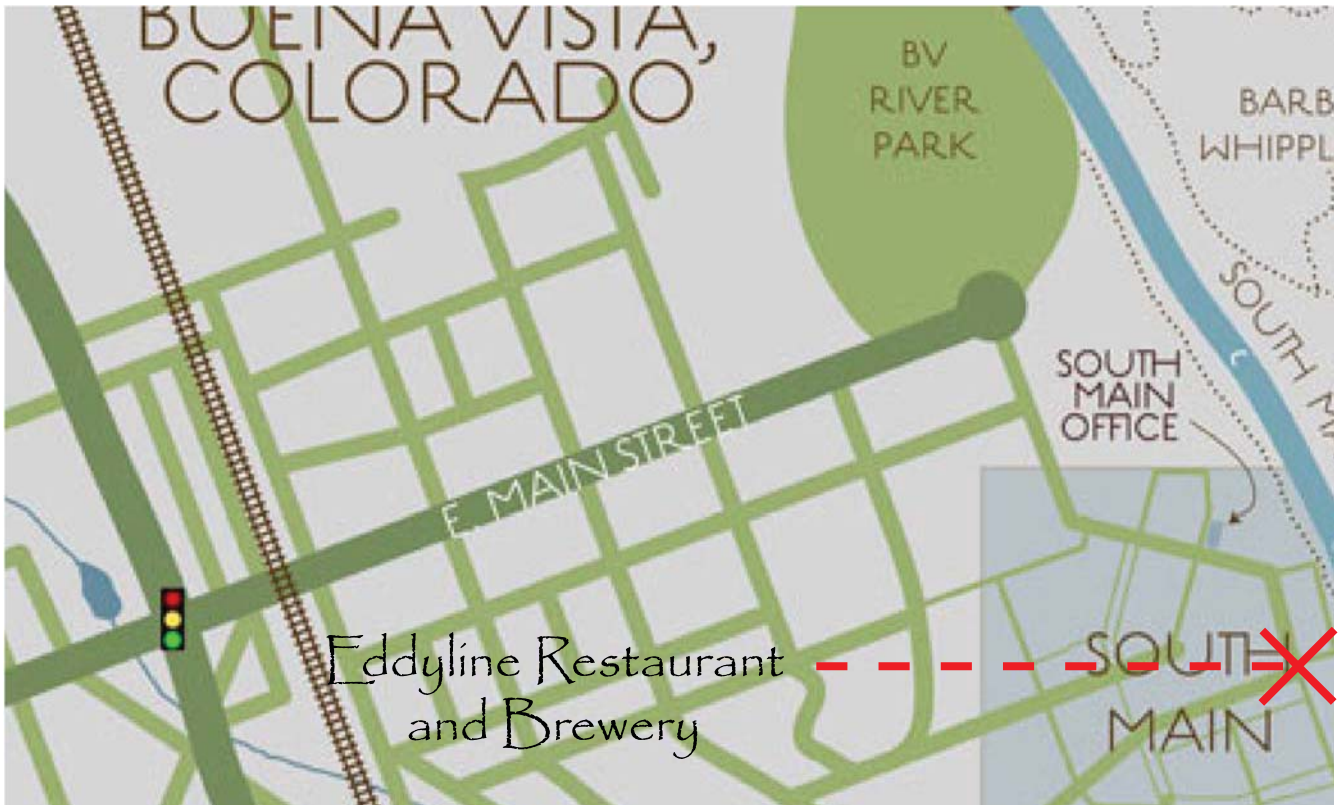 BUENA VISTA,
COLORADO
BV
RIVER
PARK
BARB
WHIPPL
SOUTH MA
SOUTH
MAIN
OFFICE
E. MAIN STREET
Eddyline Restaurant
and Brewery
SOUTH
MAIN